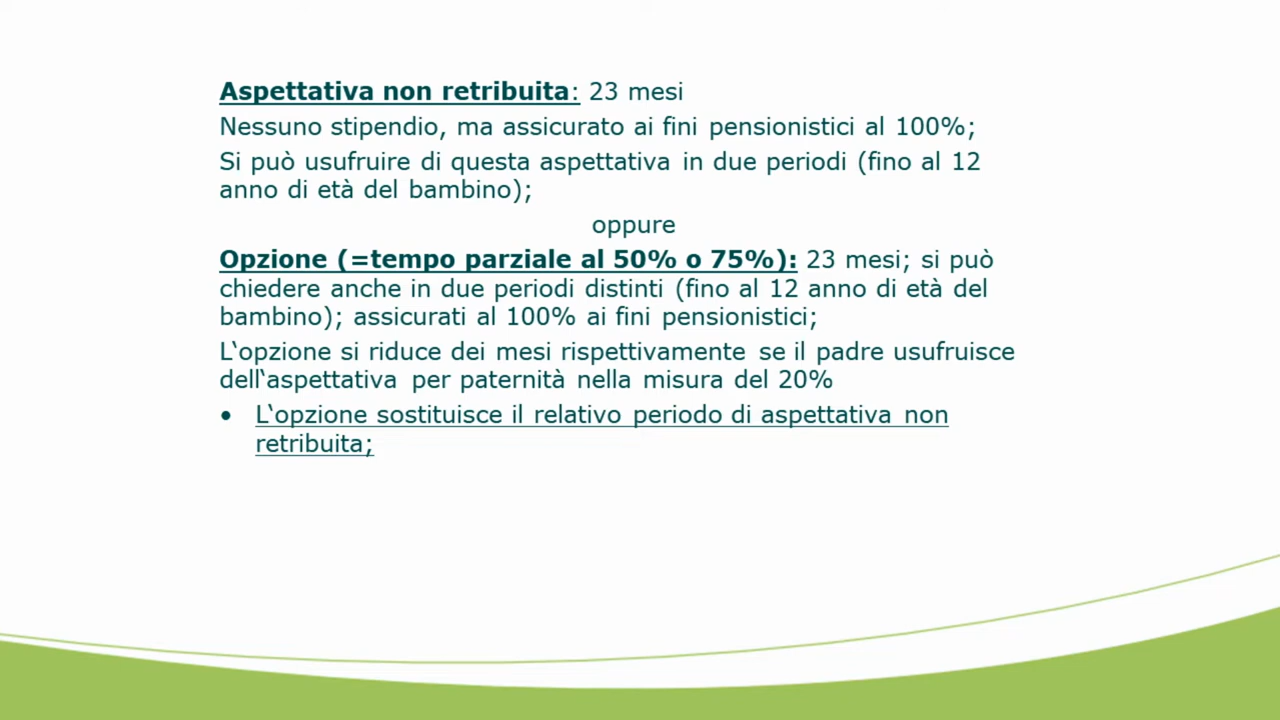 Aspettativa non retribuita: 23 mesi
Nessuno stipendio, ma assicurato ai fini pensionistici al 100%;
Si può usufruire di questa aspettativa in due periodi (fino al 12
anno di età del bambino);
oppure
Opzione (=tempo parziale al 50% o 75%): 23 mesi; si può
chiedere anche in due periodi distinti (fino al 12 anno di età del
bambino); assicurati al 100% ai fini pensionistici;
L‛opzione si riduce dei mesi rispettivamente se il padre usufruisce
dell‛aspettativa per paternità nella misura del 20%
• L‛opzione sostituisce il relativo periodo di aspettativa non
retribuita;